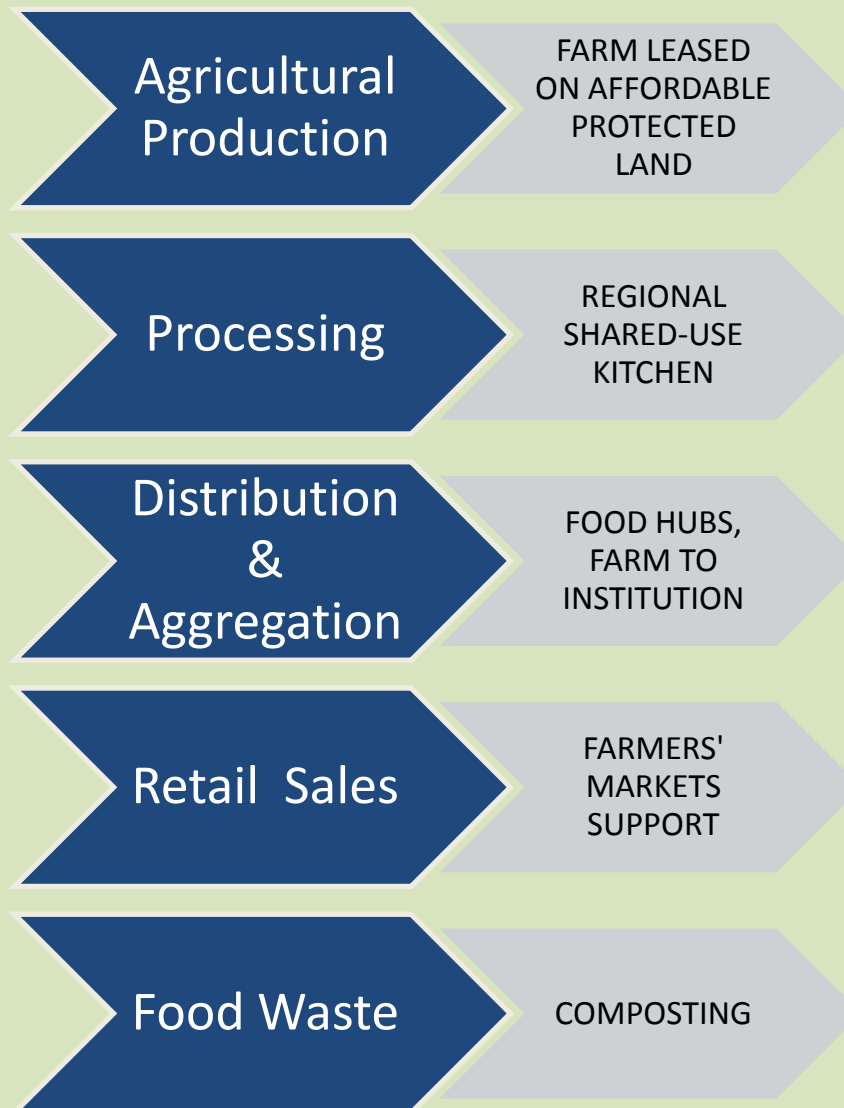 Agricultural
Production
FARM LEASED
ON AFFORDABLE
PROTECTED
LAND
Processing
REGIONAL
SHARED-USE
KITCHEN
Distribution
&
Aggregation
FOOD HUBS,
FARM TO
INSTITUTION
Retail  Sales
FARMERS'
MARKETS
SUPPORT
Food Waste
COMPOSTING